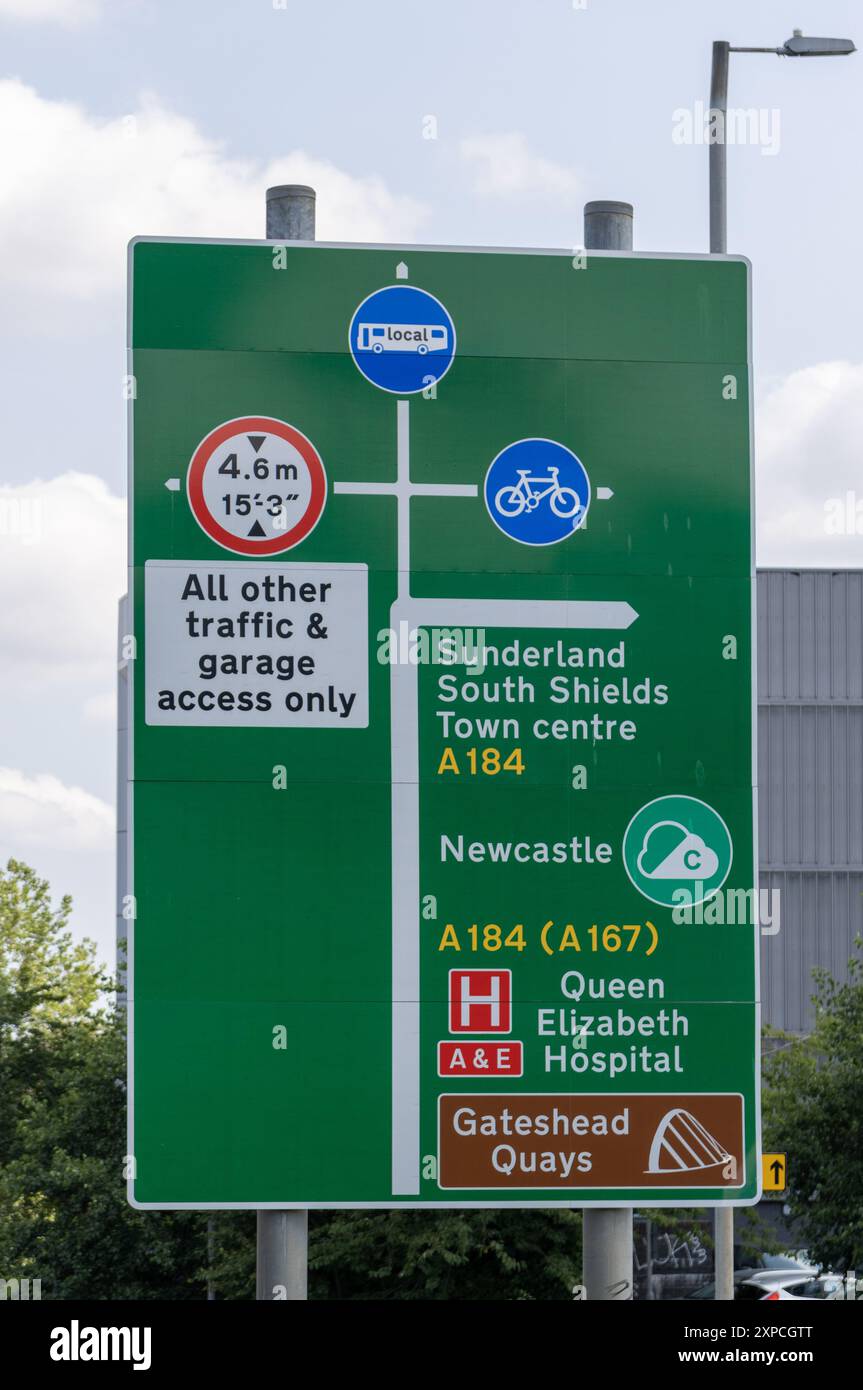 local
4.6m
15'-3"
All other
traffic &
garage
access only
Sunderland
South Shields
Town centre
A184
Newcastle
C
A184 (A167)
H
Queen
Elizabeth
A & E
Hospital
Gateshead
Quays
alamy
Image ID: 2XPCGTT
www.alamy.com